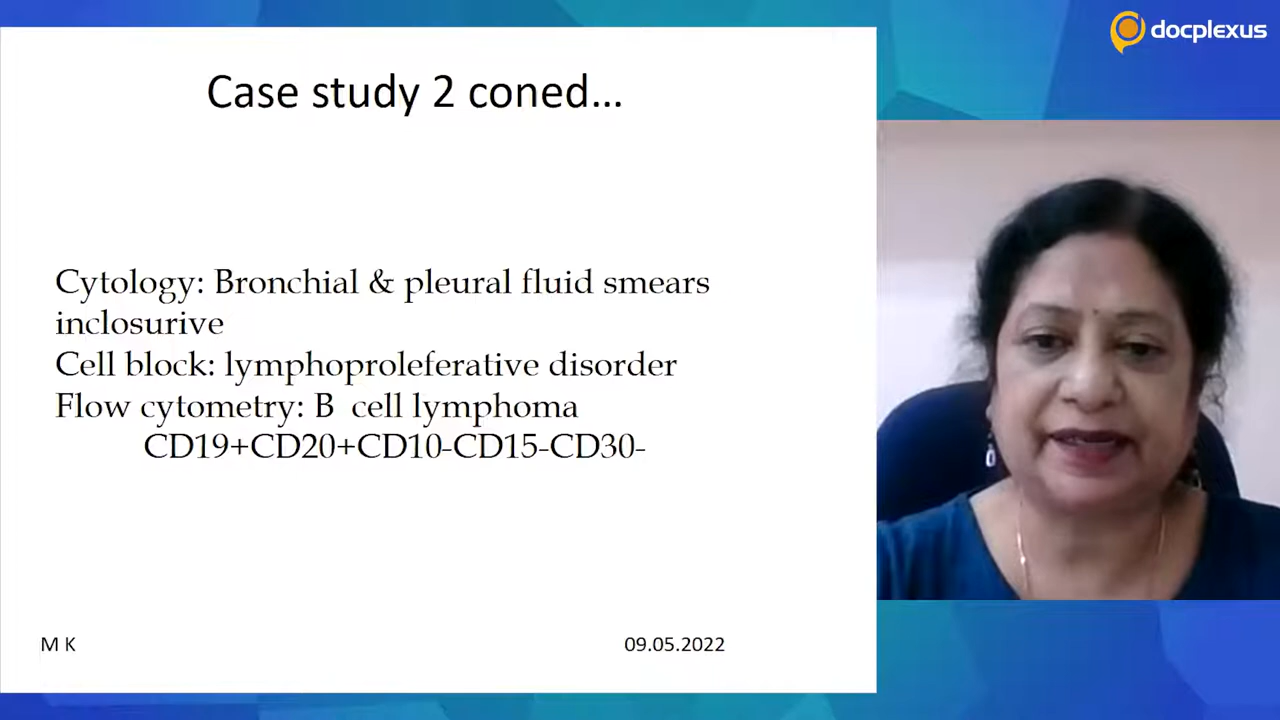 docplexus
Case study 2 coned...
Cytology: Bronchial & pleural fluid smears
inclosurive
Cell block: lymphoproleferative disorder
Flow cytometry: B cell lymphoma
CD19+CD20+CD10-CD15-CD30-
M K
09.05.2022